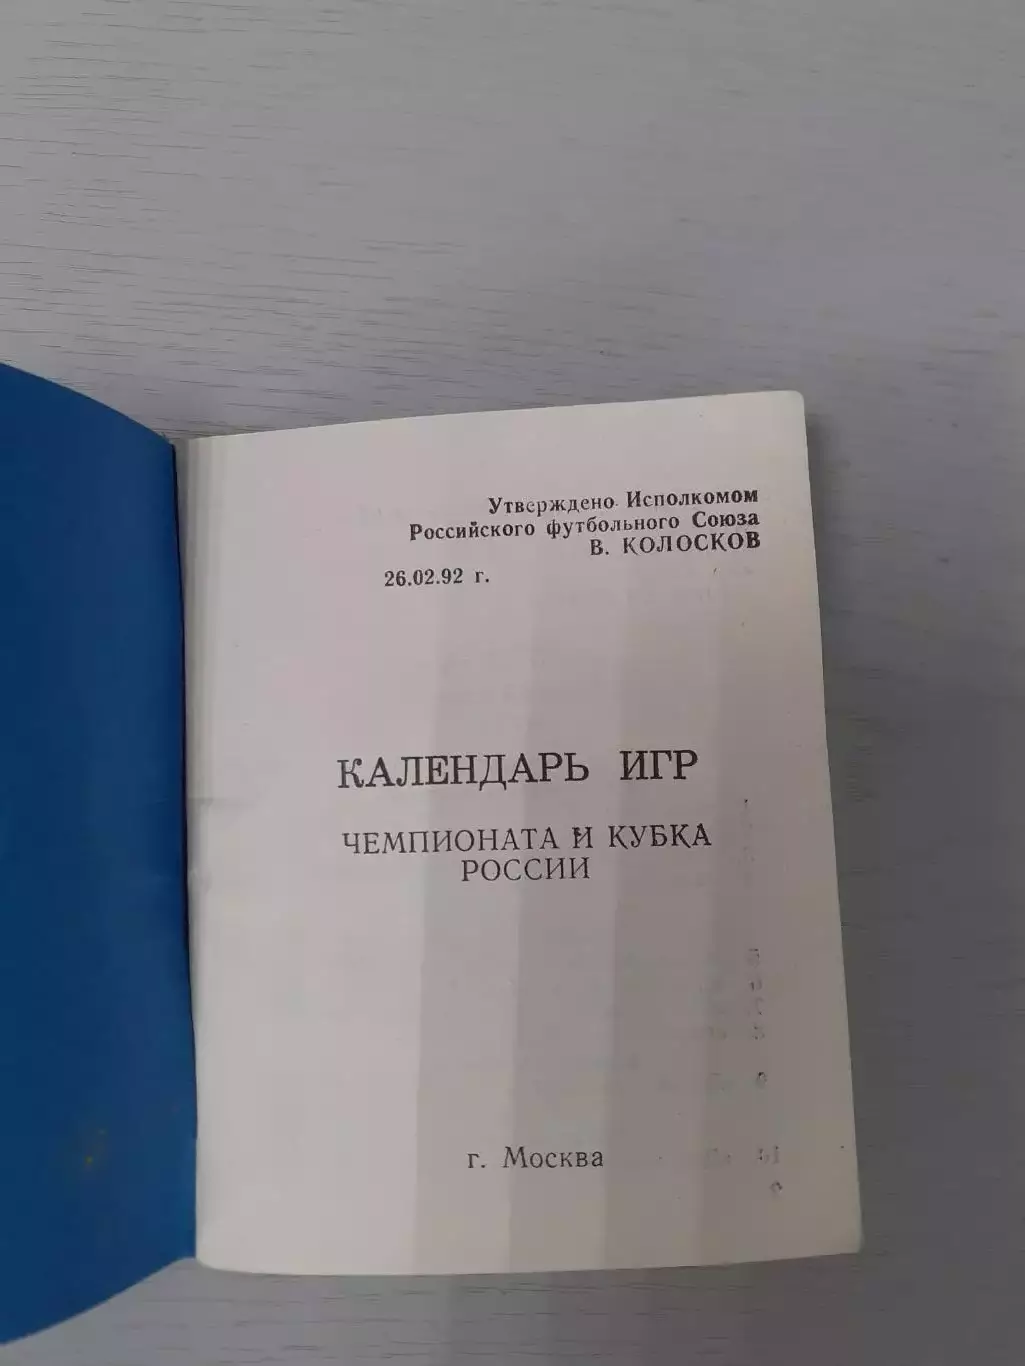 Утверждено Исполкомом
Российского футбольного Союза
В. КОЛОСКОВ
26.02.92 г.
КАЛЕНДАРЬ ИГР
ЧЕМПИОНАТА И КУБКА
РОССИИ
г. Москва